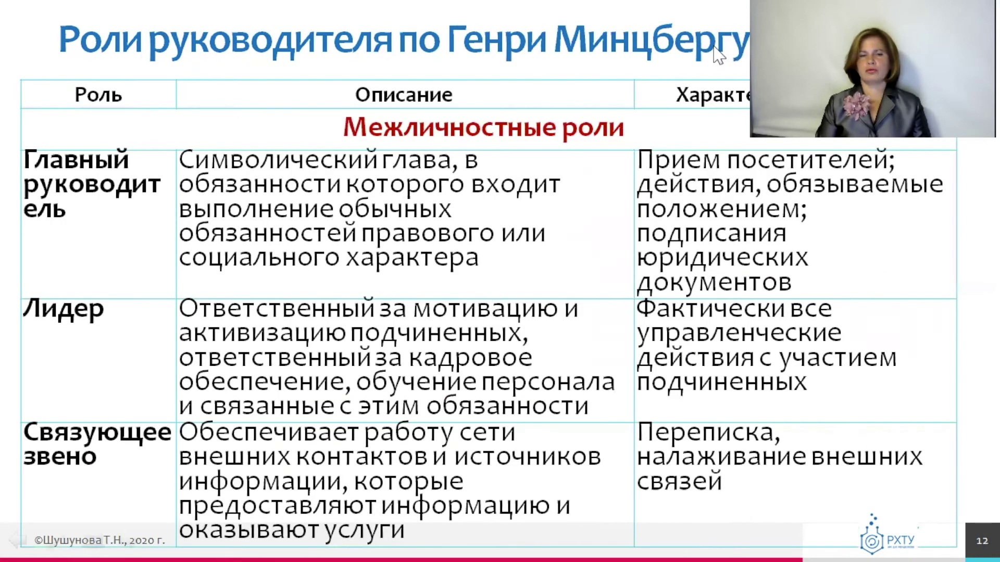 Роли руководителя по Генри Минцбергу
Роль
Описание
Характе
Межличностные роли
Главный
руководит
ель
Символический глава, в
обязанности которого входит
выполнение обычных
обязанностей правового или
социального характера
Прием посетителей;
действия, обязываемые
положением;
подписания
юридических
документов
Лидер
Ответственный за мотивацию и
активизацию подчиненных,
ответственный за кадровое
обеспечение, обучение персонала
и связанные с этим обязанности
Фактически все
управленческие
действия с участием
подчиненных
Связующее
звено
Обеспечивает работу сети
внешних контактов и источников
информации, которые
предоставляют информацию и
оказывают услуги
Переписка,
налаживание внешних
связей
©Шушунова Т.Н., 2020 г.
РХТУ
12